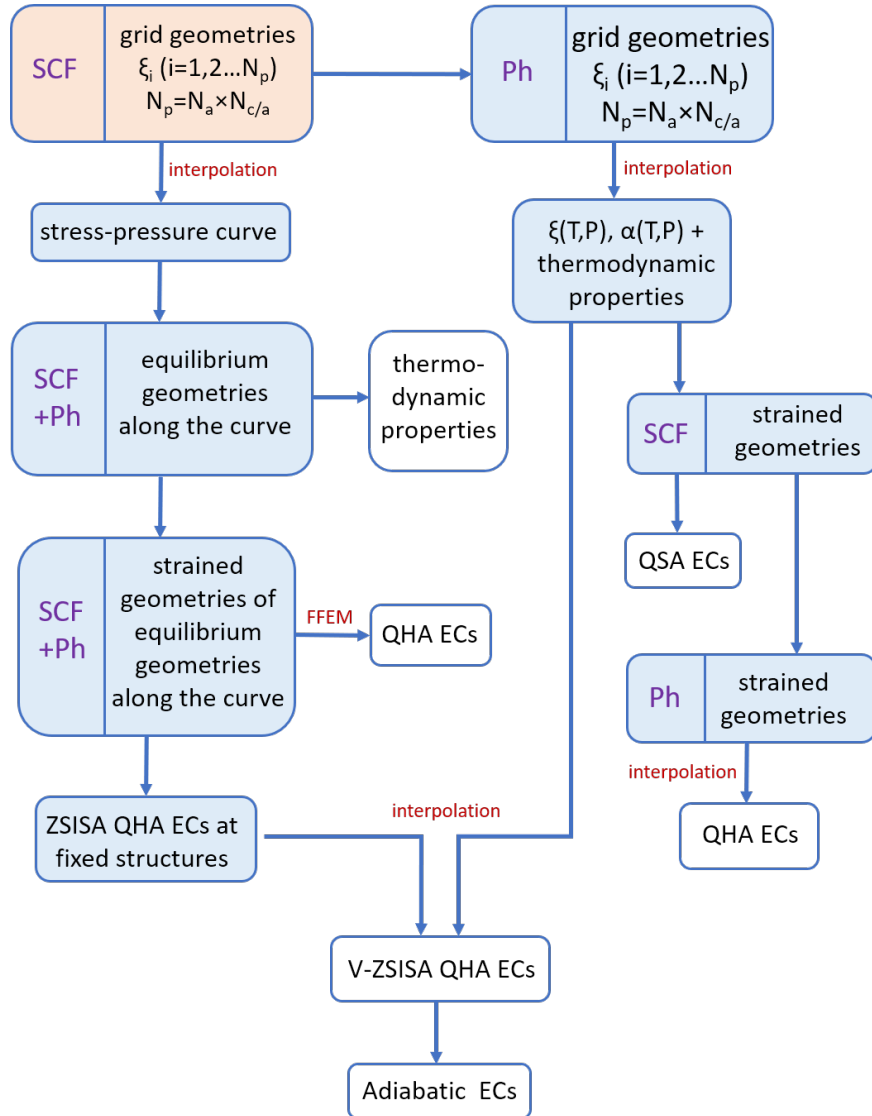 SCF
grid geometries
ξi (i=1,2...Np)
Np=Na×Nc/a
Ph
grid geometries
ξi (i=1,2...Np)
Np=Na×Nc/a
interpolation
interpolation
stress-pressure curve
ξ(T,P), α(T,P) +
thermodynamic
properties
SCF
+Ph
equilibrium
geometries
along the curve
thermo-
dynamic
properties
SCF
strained
geometries
QSA ECs
SCF
+Ph
strained
geometries of
equilibrium
geometries
along the curve
FFEM
QHA ECs
Ph
strained
geometries
interpolation
QHA ECs
ZSISA QHA ECs at
fixed structures
interpolation
V-ZSISA QHA ECs
Adiabatic ECs